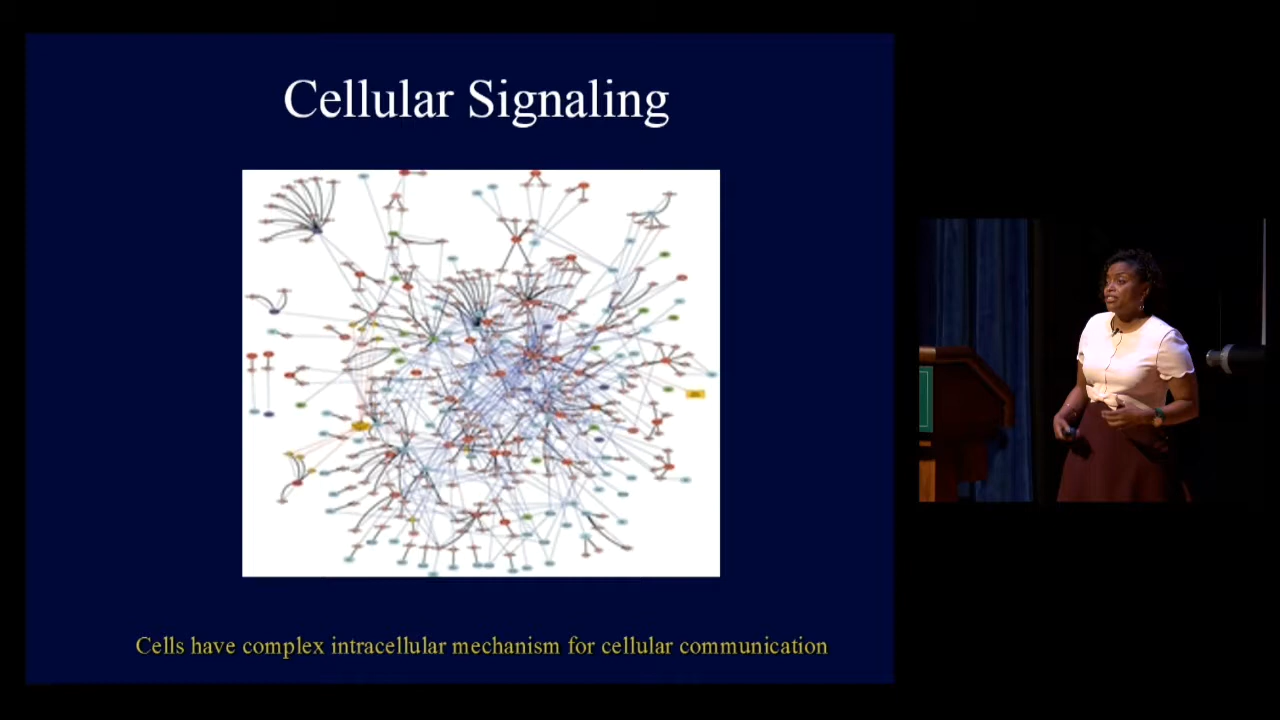 Cellular Signaling
Cells have complex intracellular mechanism for cellular communication